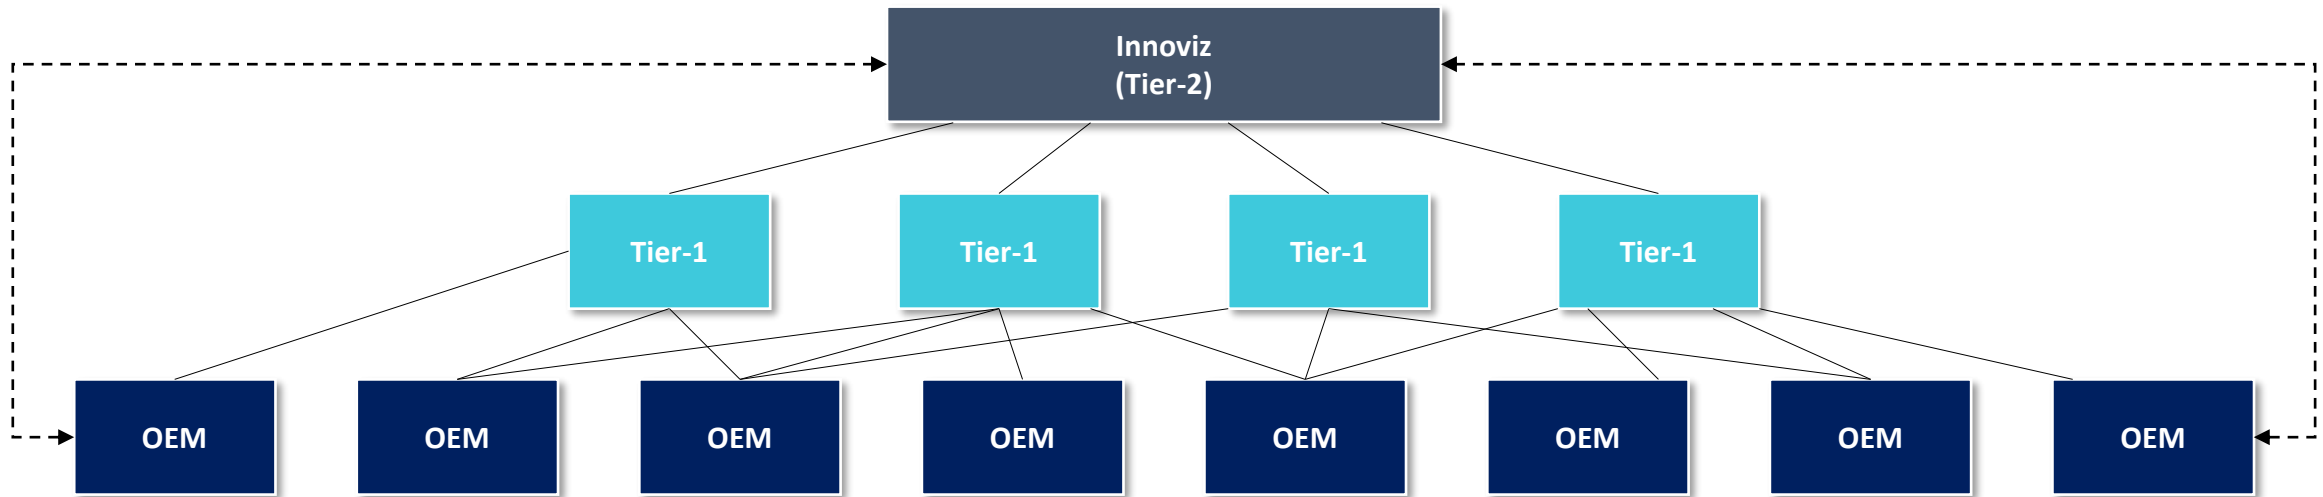 Innoviz
(Tier-2)
Tier-1
Tier-1
Tier-1
Tier-1
OEM
OEM
OEM
OEM
OEM
OEM
OEM
OEM